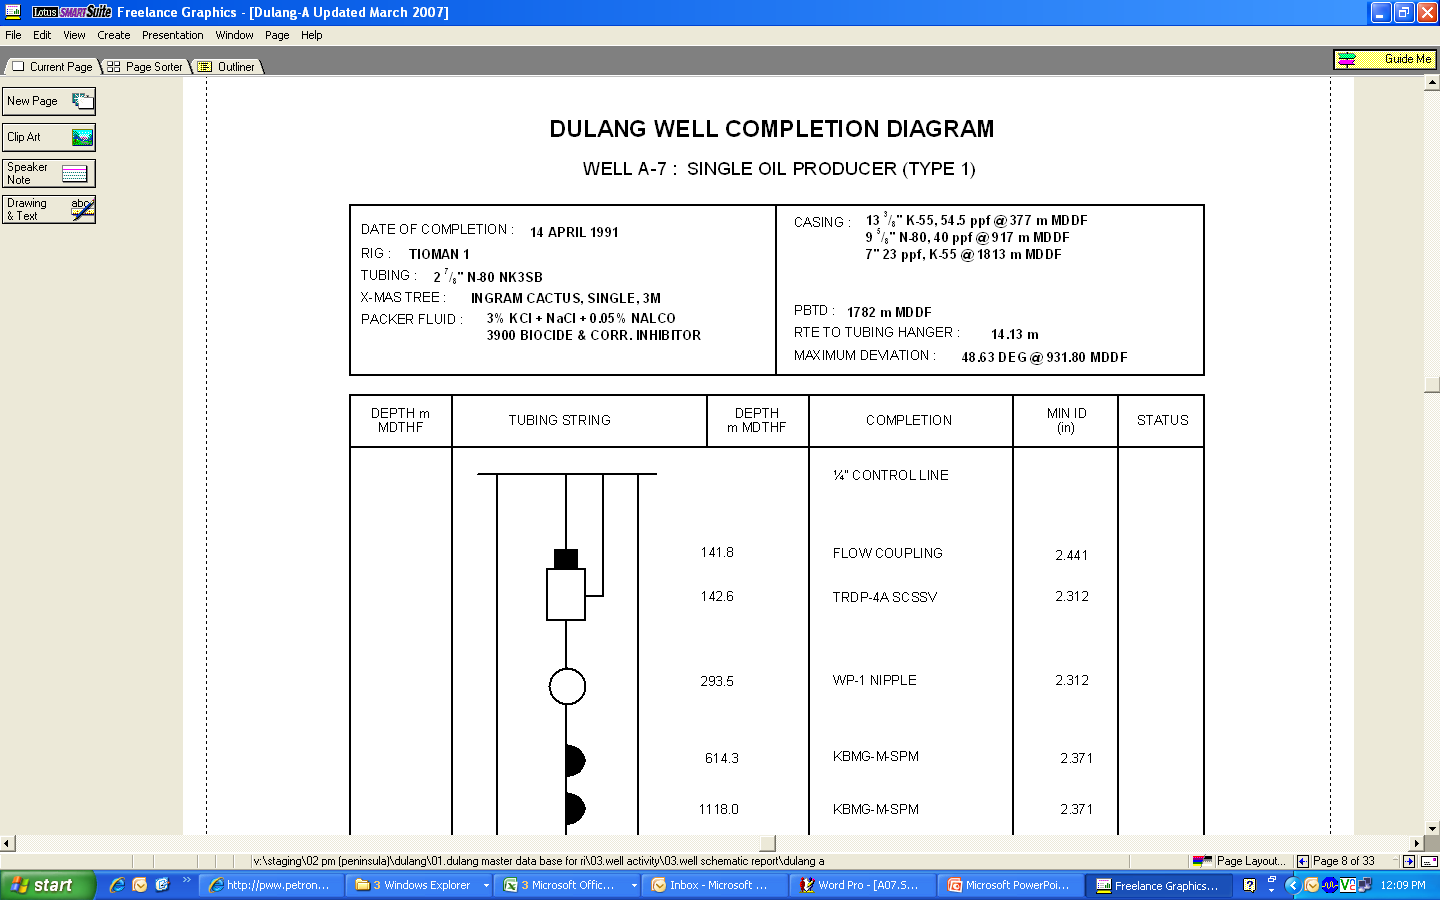 Lotus SMARTSuite Freelance Graphics - [Dulang-A Updated March 2007]
File Edit View Create Presentation Window Page Help
Current Page Page Sorter Outliner Guide Me
New Page
Clip Art
Speaker
Note
Drawing
& Text abc
DULANG WELL COMPLETION DIAGRAM
WELL A-7 : SINGLE OIL PRODUCER (TYPE 1)
DATE OF COMPLETION : 14 APRIL 1991
RIG : TIOMAN 1
TUBING : 2 7/8" N-80 NK3SB
X-MAS TREE : INGRAM CACTUS, SINGLE, 3M
PACKER FLUID : 3% KCl + NaCl + 0.05% NALCO
3900 BIOCIDE & CORR. INHIBITOR
CASING : 13 3/8" K-55, 54.5 ppf @ 377 m MDDF
9 5/8" N-80, 40 ppf @ 917 m MDDF
7" 23 ppf, K-55 @ 1813 m MDDF
PBTD : 1782 m MDDF
RTE TO TUBING HANGER : 14.13 m
MAXIMUM DEVIATION : 48.63 DEG @ 931.80 MDDF
DEPTH m
MDTHF
TUBING STRING
DEPTH
m MDTHF
COMPLETION
MIN ID
(in)
STATUS
¼" CONTROL LINE
141.8 FLOW COUPLING 2.441
142.6 TRDP-4A SCSSV 2.312
293.5 WP-1 NIPPLE 2.312
614.3 KBMG-M-SPM 2.371
1118.0 KBMG-M-SPM 2.371
v:\staging\02 pm (peninsula)\dulang\01.dulang master data base for ri\03.well activity\03.well schematic report\dulang a
Page Layout... Page 8 of 33
start http://pww.petron... 3 Windows Explorer 3 Microsoft Offic... Inbox - Microsoft ... Word Pro - [A07.S... Microsoft PowerPoi... Freelance Graphics... 12:09 PM